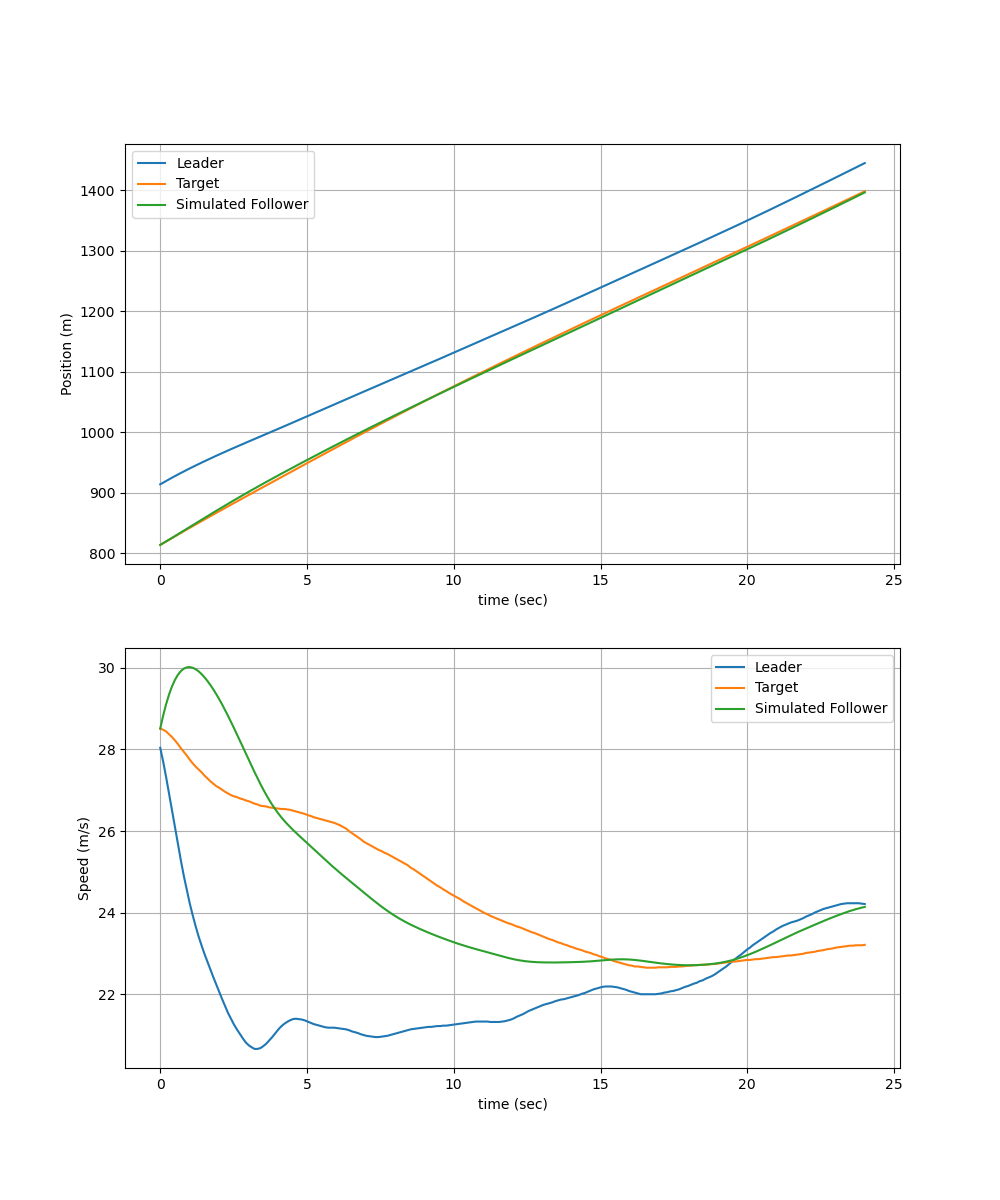 Leader
Target
Simulated Follower
1400
1300
1200
1100
1000
900
800
Position (m)
0 5 10 15 20 25
time (sec)
Leader
Target
Simulated Follower
30
28
26
24
22
Speed (m/s)
0 5 10 15 20 25
time (sec)